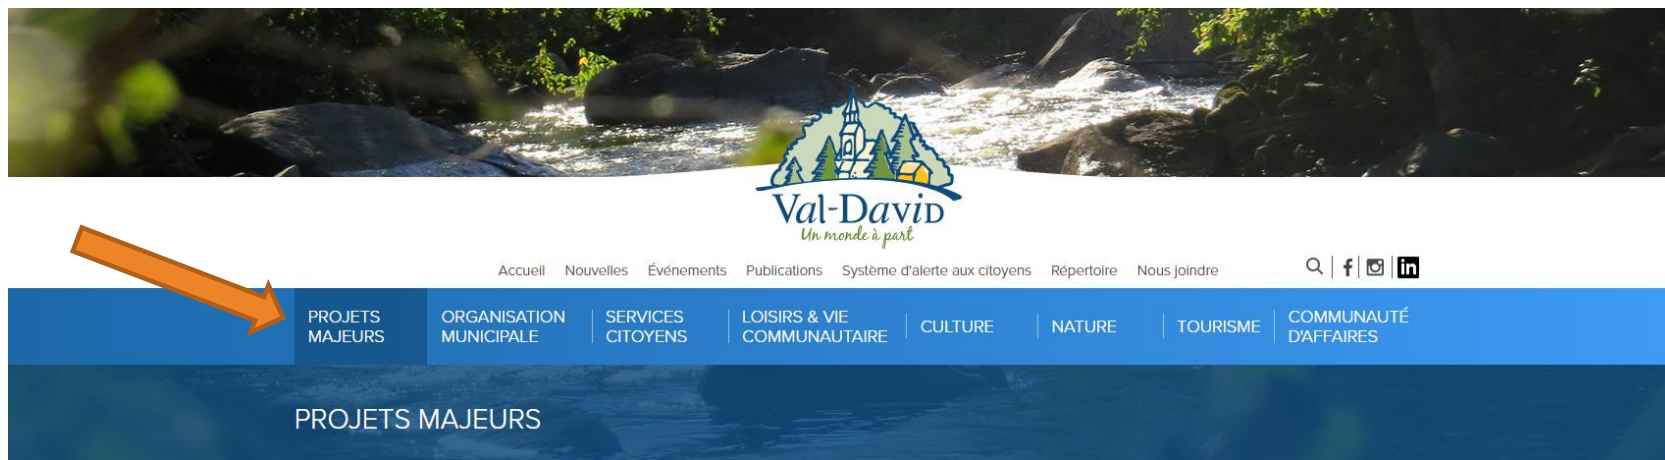 Val-David
Un monde à part
Accueil Nouvelles Événements Publications Système d'alerte aux citoyens Répertoire Nous joindre
PROJETS MAJEURS
ORGANISATION MUNICIPALE
SERVICES CITOYENS
LOISIRS & VIE COMMUNAUTAIRE
CULTURE
NATURE
TOURISME
COMMUNAUTÉ D'AFFAIRES
PROJETS MAJEURS